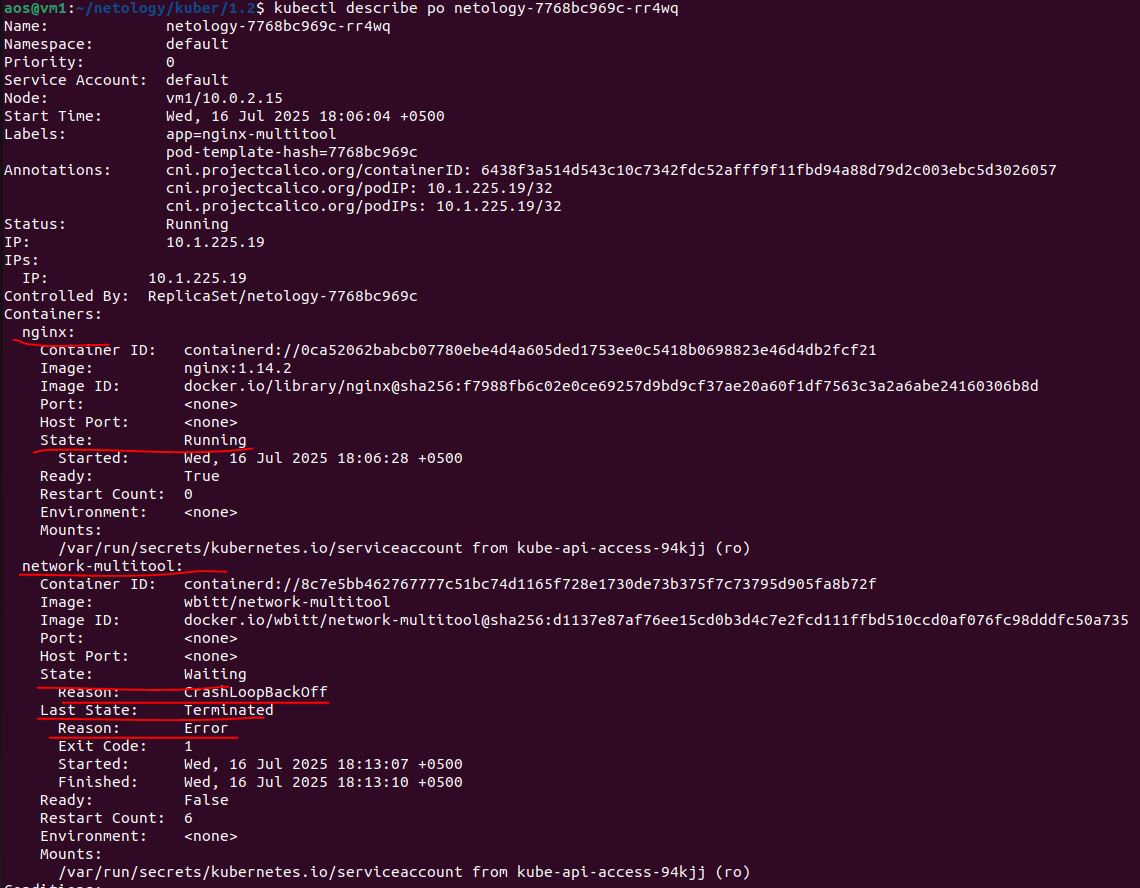 aos@vm1:~/netology/kuber/1.2$ kubectl describe po netology-7768bc969c-rr4wq
Name:             netology-7768bc969c-rr4wq
Namespace:        default
Priority:         0
Service Account:  default
Node:             vm1/10.0.2.15
Start Time:       Wed, 16 Jul 2025 18:06:04 +0500
Labels:           app=nginx-multitool
                  pod-template-hash=7768bc969c
Annotations:      cni.projectcalico.org/containerID: 6438f3a514d543c10c7342fdc52afff9f11fbd94a88d79d2c003ebc5d3026057
                  cni.projectcalico.org/podIP: 10.1.225.19/32
                  cni.projectcalico.org/podIPs: 10.1.225.19/32
Status:           Running
IP:               10.1.225.19
IPs:
  IP:           10.1.225.19
Controlled By:  ReplicaSet/netology-7768bc969c
Containers:
  nginx:
    Container ID:   containerd://0ca52062babcb07780ebe4d4a605ded1753ee0c5418b0698823e46d4db2fcf21
    Image:          nginx:1.14.2
    Image ID:       docker.io/library/nginx@sha256:f7988fb6c02e0ce69257d9bd9cf37ae20a60f1df7563c3a2a6abe24160306b8d
    Port:           <none>
    Host Port:      <none>
    State:          Running
      Started:      Wed, 16 Jul 2025 18:06:28 +0500
    Ready:          True
    Restart Count:  0
    Environment:    <none>
    Mounts:
      /var/run/secrets/kubernetes.io/serviceaccount from kube-api-access-94kjj (ro)
  network-multitool:
    Container ID:   containerd://8c7e5bb462767777c51bc74d1165f728e1730de73b375f7c73795d905fa8b72f
    Image:          wbitt/network-multitool
    Image ID:       docker.io/wbitt/network-multitool@sha256:d1137e87af76ee15cd0b3d4c7e2fcd111ffbd510ccd0af076fc98dddfc50a735
    Port:           <none>
    Host Port:      <none>
    State:          Waiting
      Reason:       CrashLoopBackOff
    Last State:     Terminated
      Reason:       Error
      Exit Code:    1
      Started:      Wed, 16 Jul 2025 18:13:07 +0500
      Finished:     Wed, 16 Jul 2025 18:13:10 +0500
    Ready:          False
    Restart Count:  6
    Environment:    <none>
    Mounts:
      /var/run/secrets/kubernetes.io/serviceaccount from kube-api-access-94kjj (ro)
Conditions: